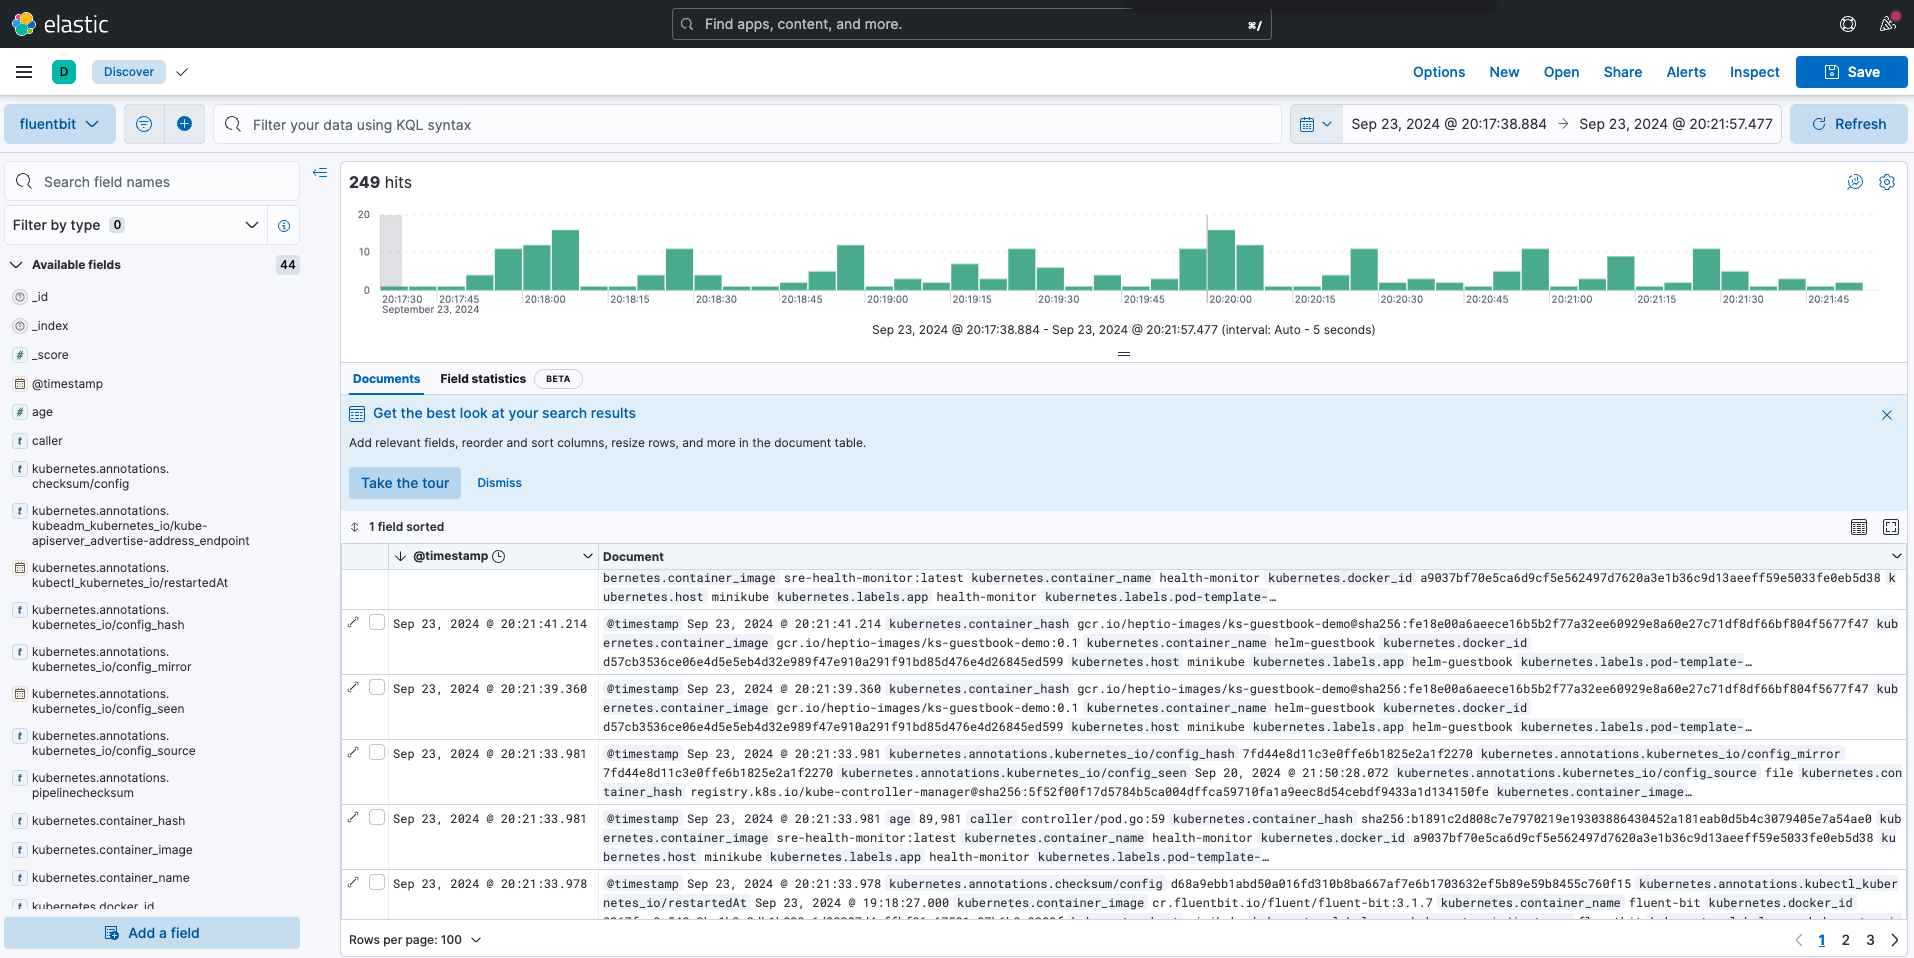 elastic
Find apps, content, and more.
⌘/
D
Discover
Options
New
Open
Share
Alerts
Inspect
Save
fluentbit
Filter your data using KQL syntax
Sep 23, 2024 @ 20:17:38.884 → Sep 23, 2024 @ 20:21:57.477
Refresh
Search field names
Filter by type 0
Available fields 44
_id
_index
_score
@timestamp
age
caller
kubernetes.annotations.
checksum/config
kubernetes.annotations.
kubeadm_kubernetes_io/kube-
apiserver_advertise-address_endpoint
kubernetes.annotations.
kubectl_kubernetes_io/restartedAt
kubernetes.annotations.
kubernetes_io/config_hash
kubernetes.annotations.
kubernetes_io/config_mirror
kubernetes.annotations.
kubernetes_io/config_seen
kubernetes.annotations.
kubernetes_io/config_source
kubernetes.annotations.
pipelinechecksum
kubernetes.container_hash
kubernetes.container_image
kubernetes.container_name
kubernetes.docker_id
Add a field
249 hits
20
10
0
20:17:30 20:17:45 20:18:00 20:18:15 20:18:30 20:18:45 20:19:00 20:19:15 20:19:30 20:19:45 20:20:00 20:20:15 20:20:30 20:20:45 20:21:00 20:21:15 20:21:30 20:21:45
September 23, 2024
Sep 23, 2024 @ 20:17:38.884 - Sep 23, 2024 @ 20:21:57.477 (interval: Auto - 5 seconds)
Documents
Field statistics BETA
Get the best look at your search results
Add relevant fields, reorder and sort columns, resize rows, and more in the document table.
Take the tour
Dismiss
1 field sorted
@timestamp
Document
bernetes.container_image sre-health-monitor:latest kubernetes.container_name health-monitor kubernetes.docker_id a9037bf70e5ca6d9cf5e562497d7620a3e1b36c9d13aeeff59e5033fe0eb5d38 k
ubernetes.host minikube kubernetes.labels.app health-monitor kubernetes.labels.pod-template-…
Sep 23, 2024 @ 20:21:41.214
@timestamp Sep 23, 2024 @ 20:21:41.214 kubernetes.container_hash gcr.io/heptio-images/ks-guestbook-demo@sha256:fe18e00a6aeece16b5b2f77a32ee60929e8a60e27c71df8df66bf804f5677f47 kub
ernetes.container_image gcr.io/heptio-images/ks-guestbook-demo:0.1 kubernetes.container_name helm-guestbook kubernetes.docker_id
d57cb3536ce06e4d5e5eb4d32e989f47e910a291f91bd85d476e4d26845ed599 kubernetes.host minikube kubernetes.labels.app helm-guestbook kubernetes.labels.pod-template-…
Sep 23, 2024 @ 20:21:39.360
@timestamp Sep 23, 2024 @ 20:21:39.360 kubernetes.container_hash gcr.io/heptio-images/ks-guestbook-demo@sha256:fe18e00a6aeece16b5b2f77a32ee60929e8a60e27c71df8df66bf804f5677f47 kub
ernetes.container_image gcr.io/heptio-images/ks-guestbook-demo:0.1 kubernetes.container_name helm-guestbook kubernetes.docker_id
d57cb3536ce06e4d5e5eb4d32e989f47e910a291f91bd85d476e4d26845ed599 kubernetes.host minikube kubernetes.labels.app helm-guestbook kubernetes.labels.pod-template-…
Sep 23, 2024 @ 20:21:33.981
@timestamp Sep 23, 2024 @ 20:21:33.981 kubernetes.annotations.kubernetes_io/config_hash 7fd44e8d11c3e0ffe6b1825e2a1f2270 kubernetes.annotations.kubernetes_io/config_mirror
7fd44e8d11c3e0ffe6b1825e2a1f2270 kubernetes.annotations.kubernetes_io/config_seen Sep 20, 2024 @ 21:50:28.072 kubernetes.annotations.kubernetes_io/config_source file kubernetes.con
tainer_hash registry.k8s.io/kube-controller-manager@sha256:5f52f00f17d5784b5ca004dffca59710fa1a9eec8d54cebdf9433a1d134150fe kubernetes.container_image…
Sep 23, 2024 @ 20:21:33.981
@timestamp Sep 23, 2024 @ 20:21:33.981 age 89,981 caller controller/pod.go:59 kubernetes.container_hash sha256:b1891c2d808c7e7970219e19303886430452a181eab0d5b4c3079405e7a54ae0 kub
ernetes.container_image sre-health-monitor:latest kubernetes.container_name health-monitor kubernetes.docker_id a9037bf70e5ca6d9cf5e562497d7620a3e1b36c9d13aeeff59e5033fe0eb5d38 ku
bernetes.host minikube kubernetes.labels.app health-monitor kubernetes.labels.pod-template-…
Sep 23, 2024 @ 20:21:33.978
@timestamp Sep 23, 2024 @ 20:21:33.978 kubernetes.annotations.checksum/config d68a9ebb1abd50a016fd310b8ba667af7e6b1703632ef5b89e59b8455c760f15 kubernetes.annotations.kubectl_kuber
netes_io/restartedAt Sep 23, 2024 @ 19:18:27.000 kubernetes.container_image cr.fluentbit.io/fluent/fluent-bit:3.1.7 kubernetes.container_name fluent-bit kubernetes.docker_id
Rows per page: 100
1 2 3